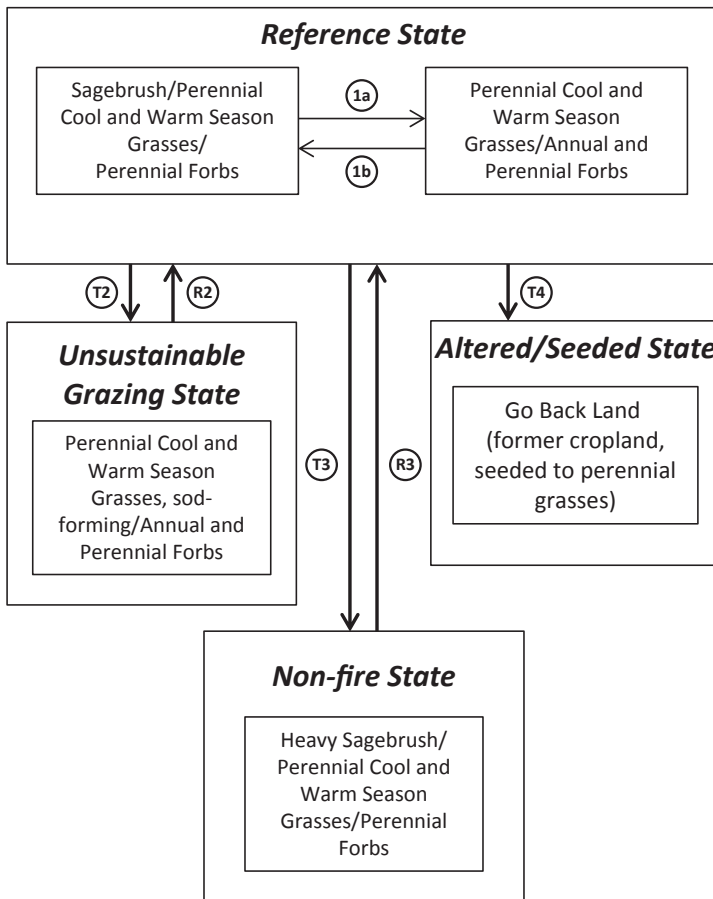 Reference State
Sagebrush/Perennial
Cool and Warm Season
Grasses/
Perennial Forbs
1a
1b
Perennial Cool and
Warm Season
Grasses/Annual and
Perennial Forbs
T2
R2
T4
Unsustainable
Grazing State
Perennial Cool and
Warm Season
Grasses, sod-
forming/Annual and
Perennial Forbs
T3
R3
Altered/Seeded State
Go Back Land
(former cropland,
seeded to perennial
grasses)
Non-fire State
Heavy Sagebrush/
Perennial Cool and
Warm Season
Grasses/Perennial
Forbs